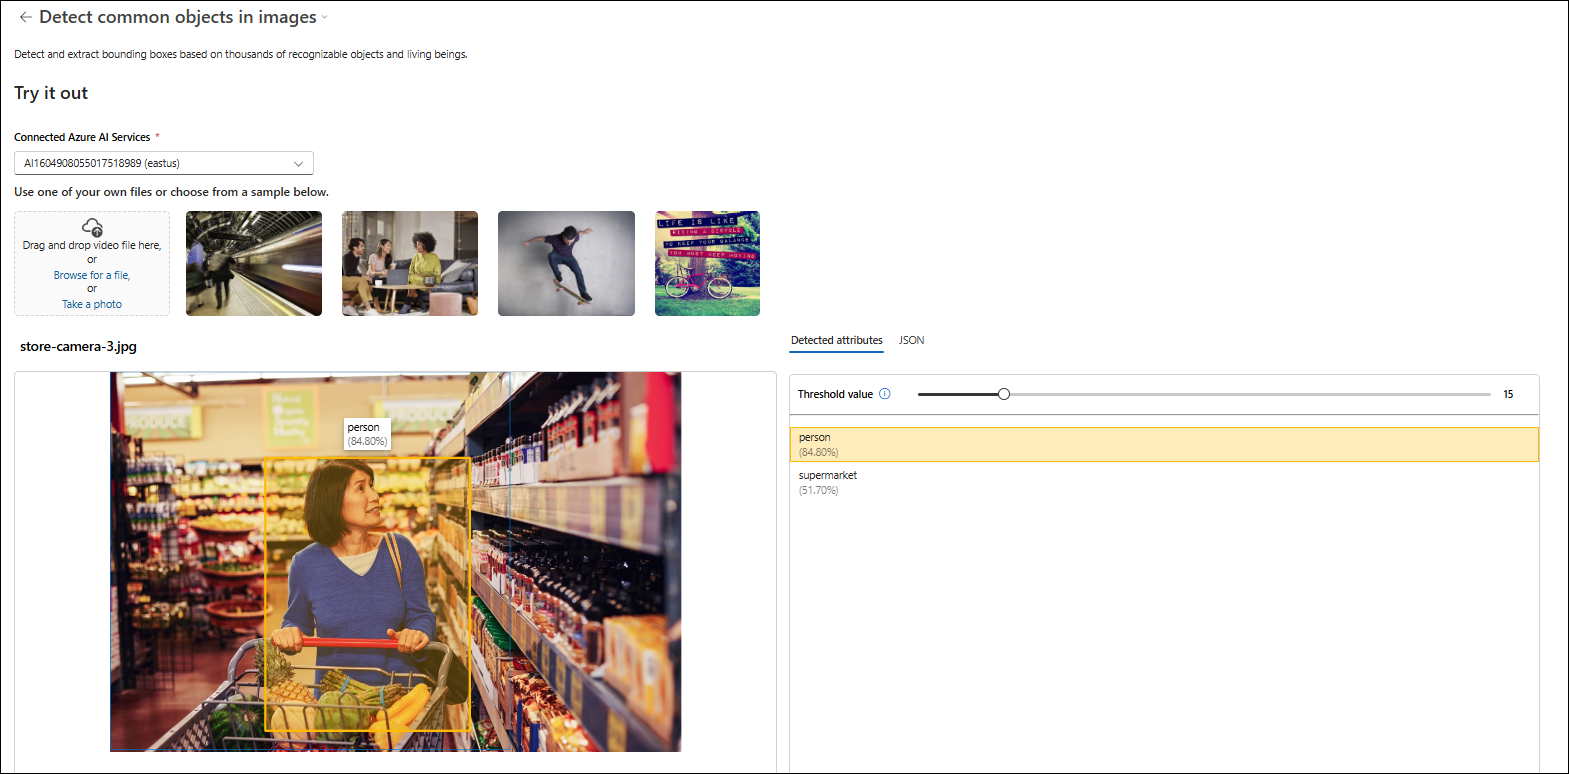 Detect common objects in images
Detect and extract bounding boxes based on thousands of recognizable objects and living beings.
Try it out
Connected Azure AI Services *
AI1604908055017518989 (eastus)
Use one of your own files or choose from a sample below.
Drag and drop video file here,
or
Browse for a file,
or
Take a photo
LIFE IS LIKE
RIDING A BICYCLE
TO KEEP YOUR BALANCE
YOU MUST KEEP MOVING
store-camera-3.jpg
Detected attributes
JSON
Threshold value
15
PRODUCE
PRODUCE
person
(84.80%)
person
(84.80%)
supermarket
(51.70%)